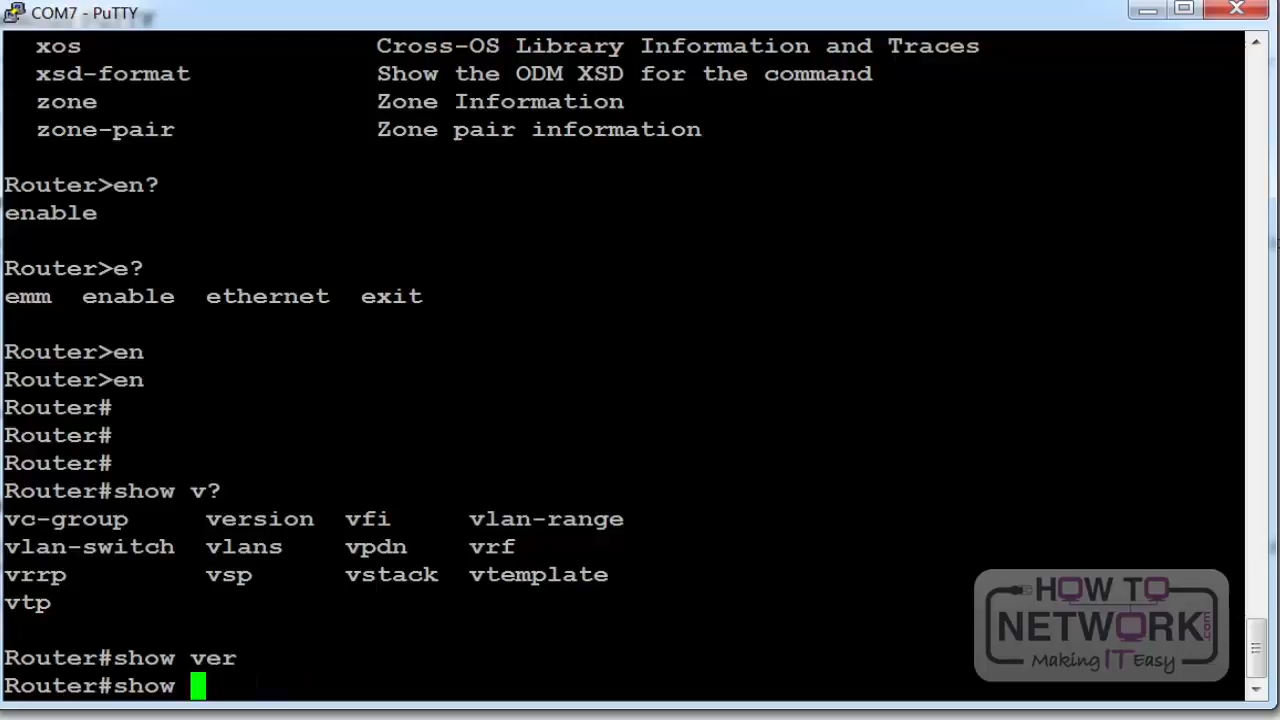 COM7 - PuTTY
xos Cross-OS Library Information and Traces
xsd-format Show the ODM XSD for the command
zone Zone Information
zone-pair Zone pair information
Router>en?
enable
Router>e?
emm enable ethernet exit
Router>en
Router>en
Router#
Router#
Router#
Router#show v?
vc-group version vfi vlan-range
vlan-switch vlans vpdn vrf
vrrp vsp vstack vtemplate
vtp
Router#show ver
Router#show
HOW TO
NETWORK.com
Making IT Easy